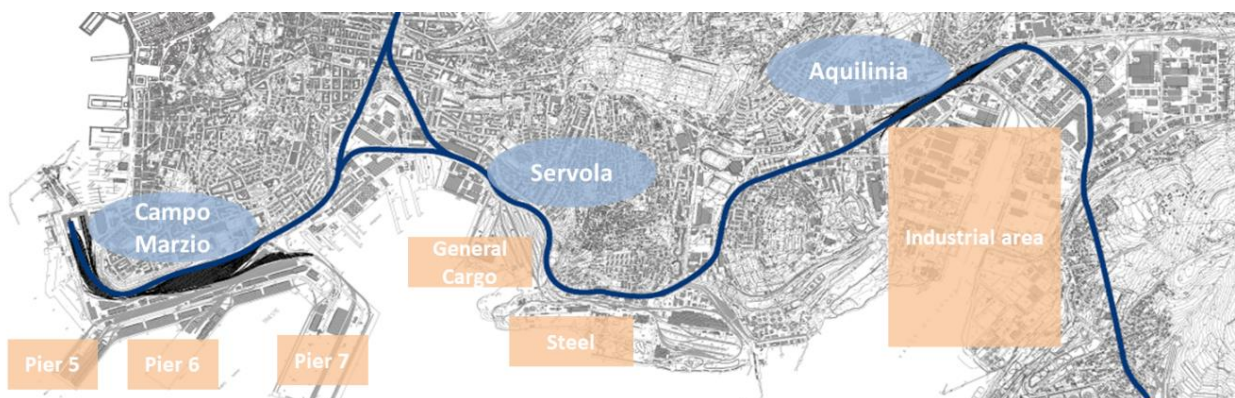 Aquilinia
Servola
Campo
Marzio
General
Cargo
Industrial area
Steel
Pier 5
Pier 6
Pier 7